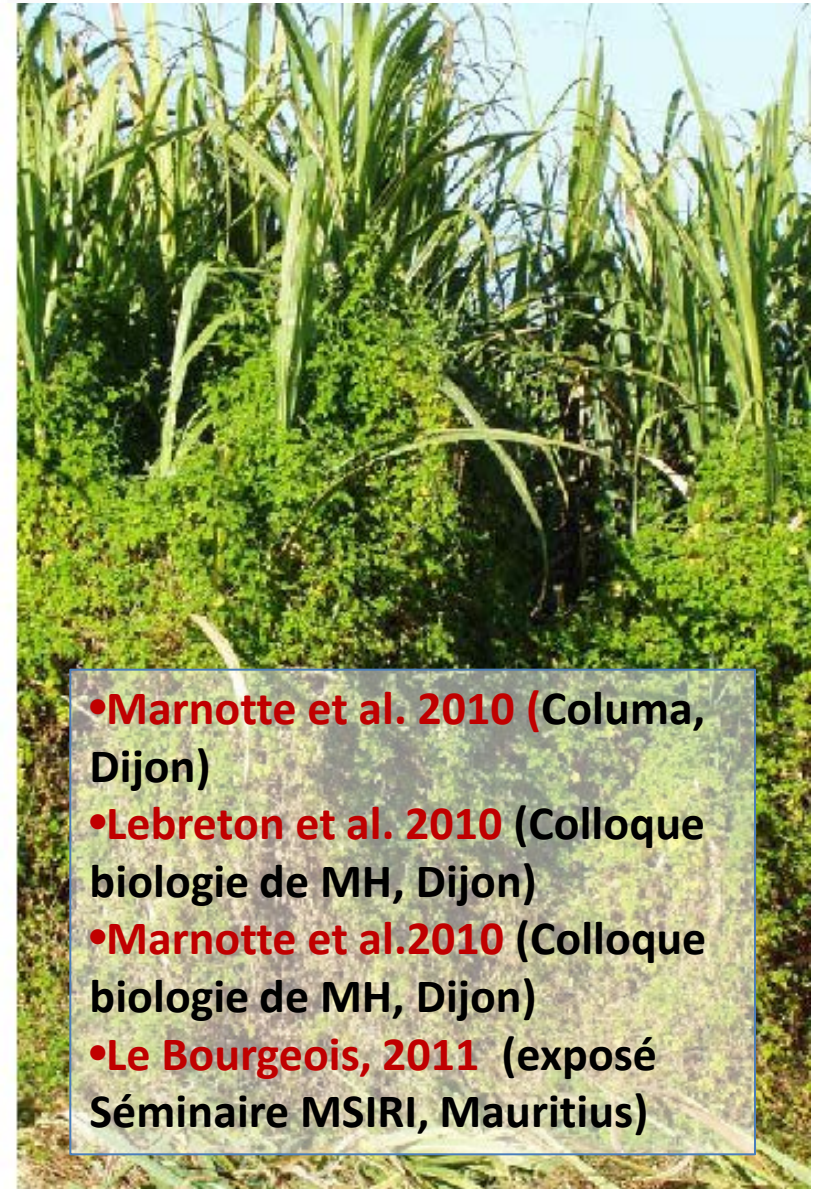 •Marnotte et al. 2010 (Columa,
Dijon)
•Lebreton et al. 2010 (Colloque
biologie de MH, Dijon)
•Marnotte et al.2010 (Colloque
biologie de MH, Dijon)
•Le Bourgeois, 2011 (exposé
Séminaire MSIRI, Mauritius)